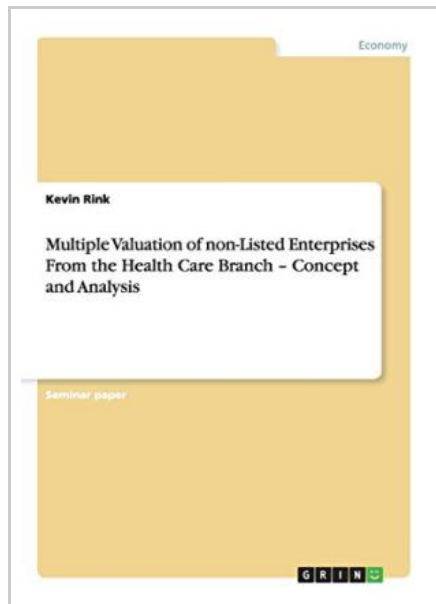 Economy
Kevin Rink
Multiple Valuation of non-Listed Enterprises
From the Health Care Branch – Concept
and Analysis
Seminar paper
GRIN